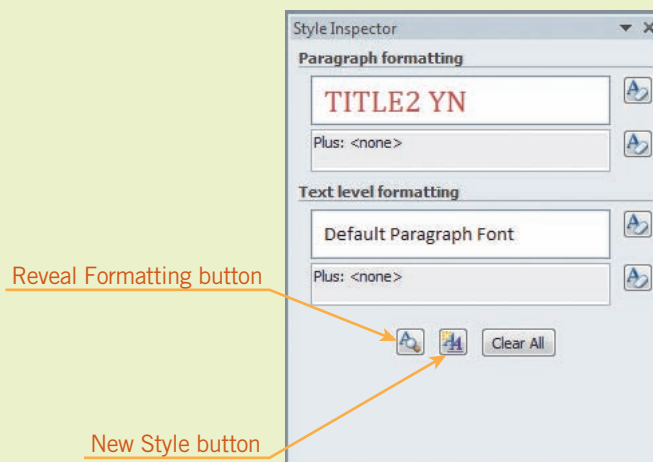 Style Inspector
Paragraph formatting
TITLE2 YN
Plus: <none>
Text level formatting
Default Paragraph Font
Reveal Formatting button
Plus: <none>
Clear All
New Style button